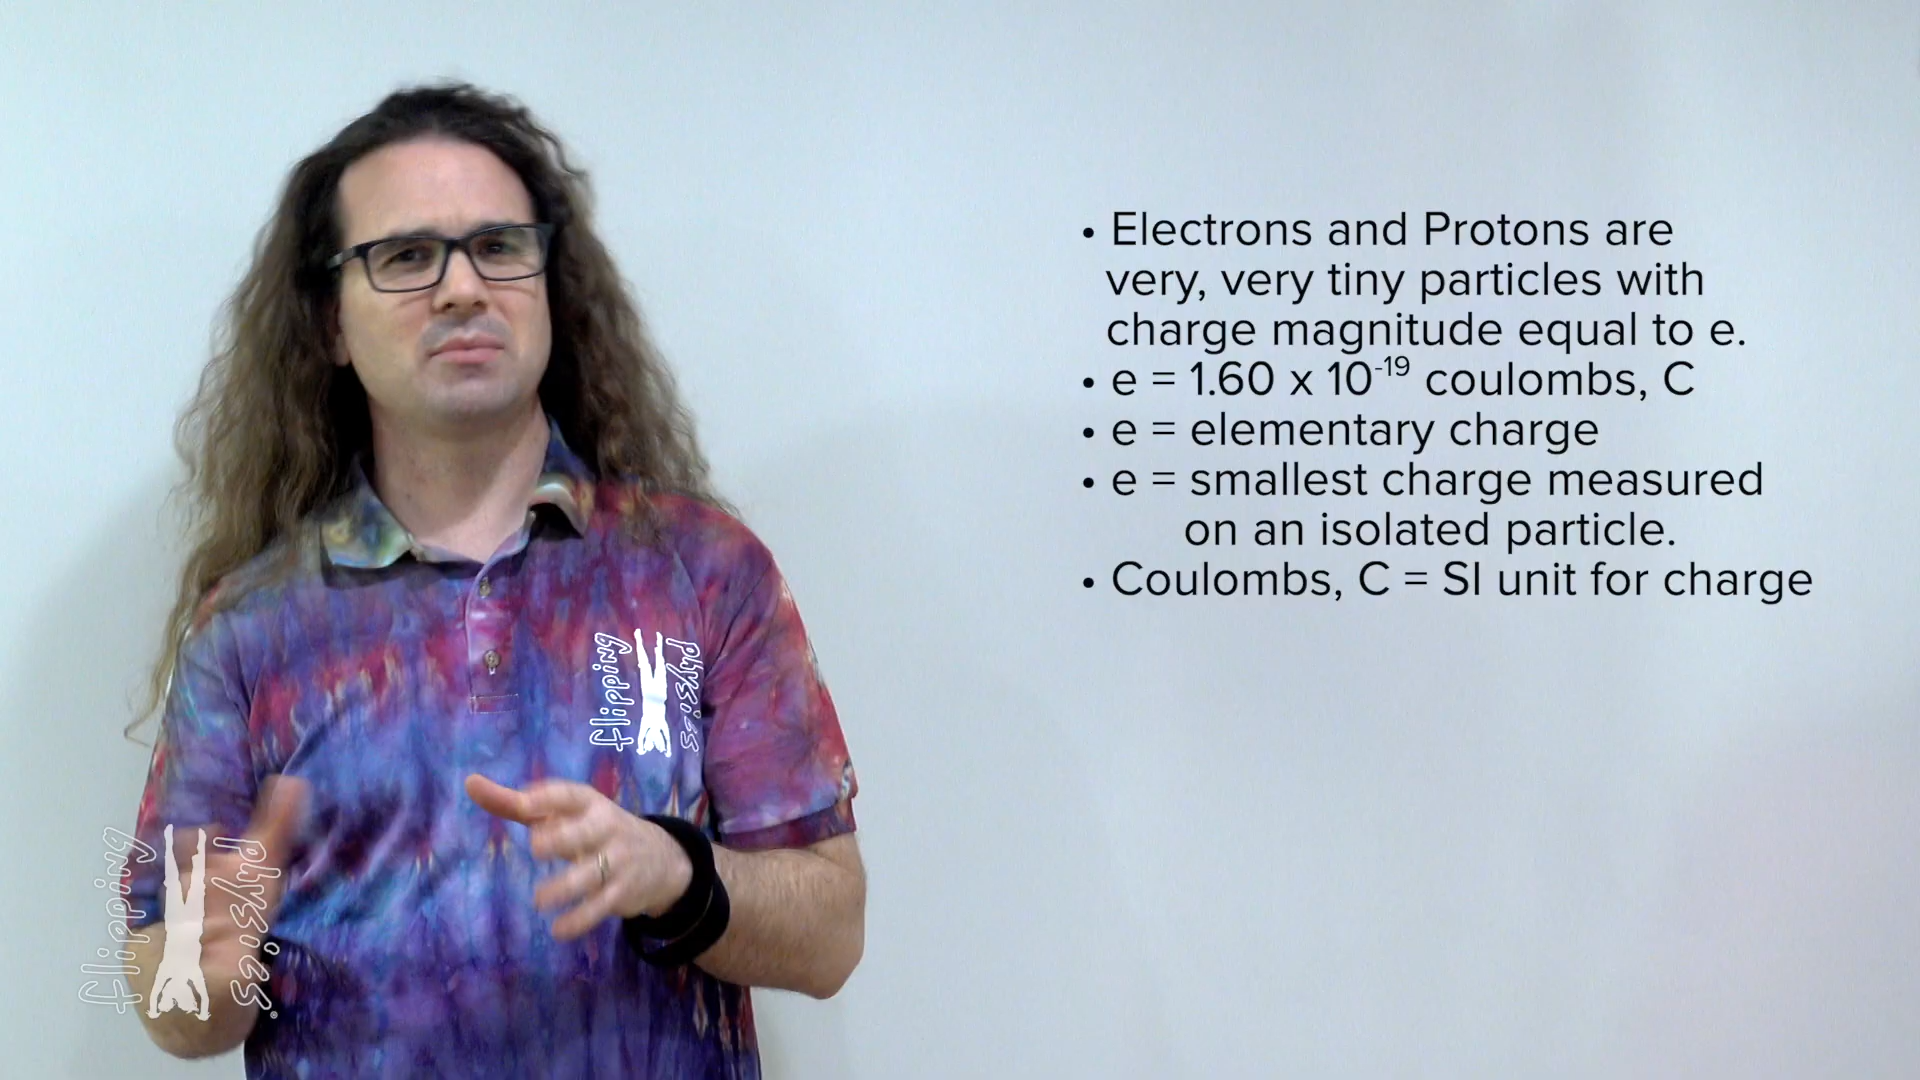 • Electrons and Protons are
very, very tiny particles with
charge magnitude equal to e.
• e = 1.60 x 10⁻¹⁹ coulombs, C
• e = elementary charge
• e = smallest charge measured
on an isolated particle.
• Coulombs, C = SI unit for charge
flipping
physics
flipping
physics®